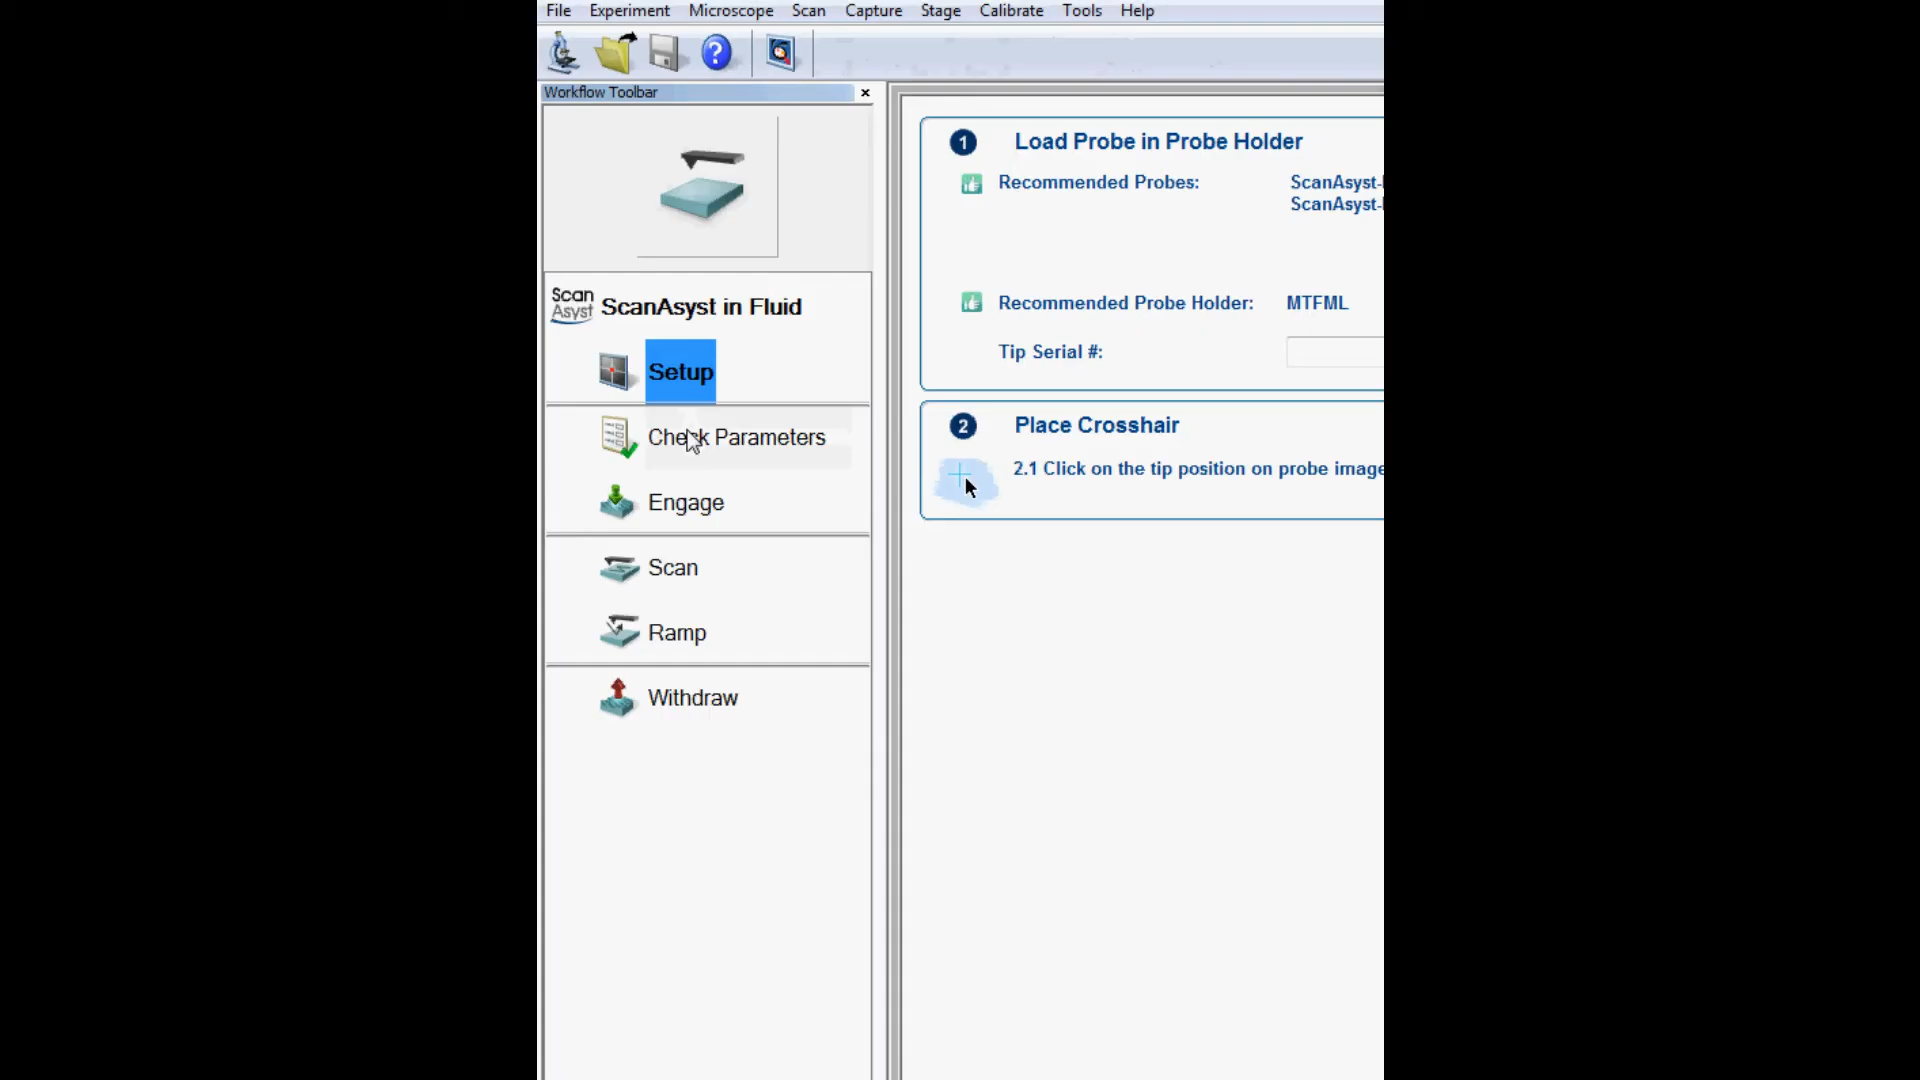 File Experiment Microscope Scan Capture Stage Calibrate Tools Help
Workflow Toolbar
Scan Asyst ScanAsyst in Fluid
Setup
Check Parameters
Engage
Scan
Ramp
Withdraw
1 Load Probe in Probe Holder
Recommended Probes: ScanAsyst-
ScanAsyst-
Recommended Probe Holder: MTFML
Tip Serial #:
2 Place Crosshair
2.1 Click on the tip position on probe image